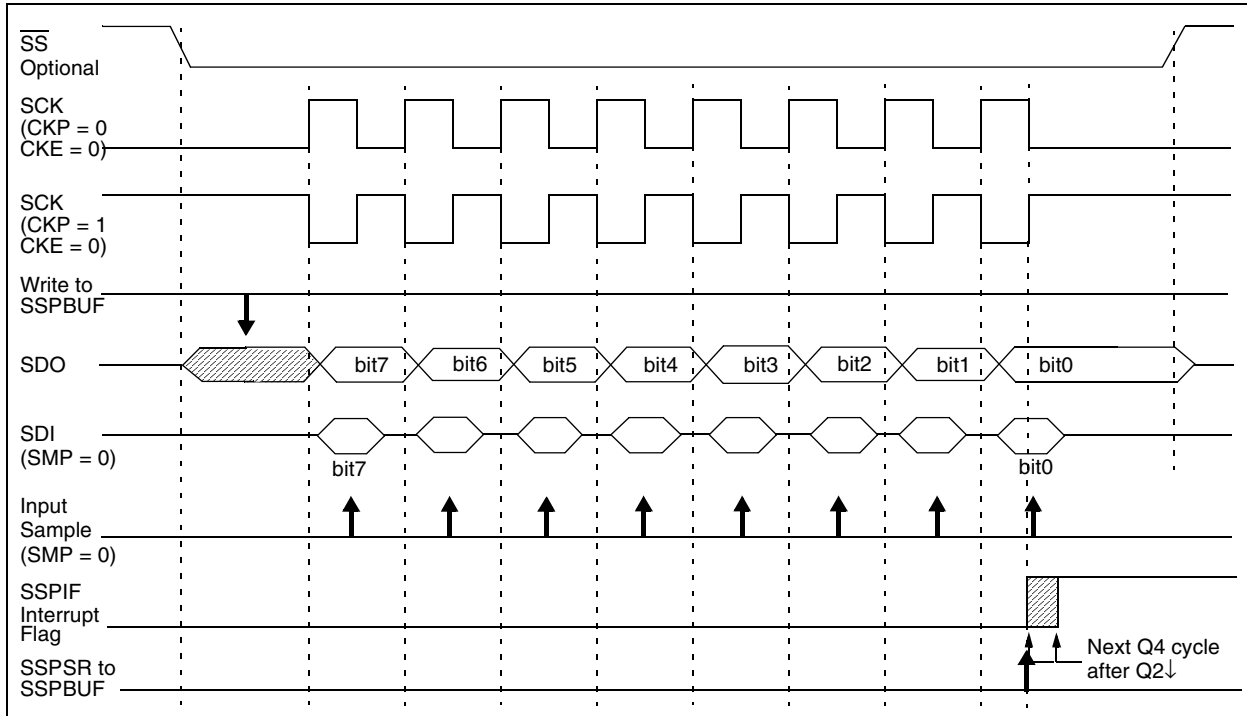 SS
Optional
SCK
(CKP = 0
CKE = 0)
SCK
(CKP = 1
CKE = 0)
Write to
SSPBUF
SDO
bit7 bit6 bit5 bit4 bit3 bit2 bit1 bit0
SDI
(SMP = 0)
bit7 bit0
Input
Sample
(SMP = 0)
SSPIF
Interrupt
Flag
Next Q4 cycle
after Q2↓
SSPSR to
SSPBUF